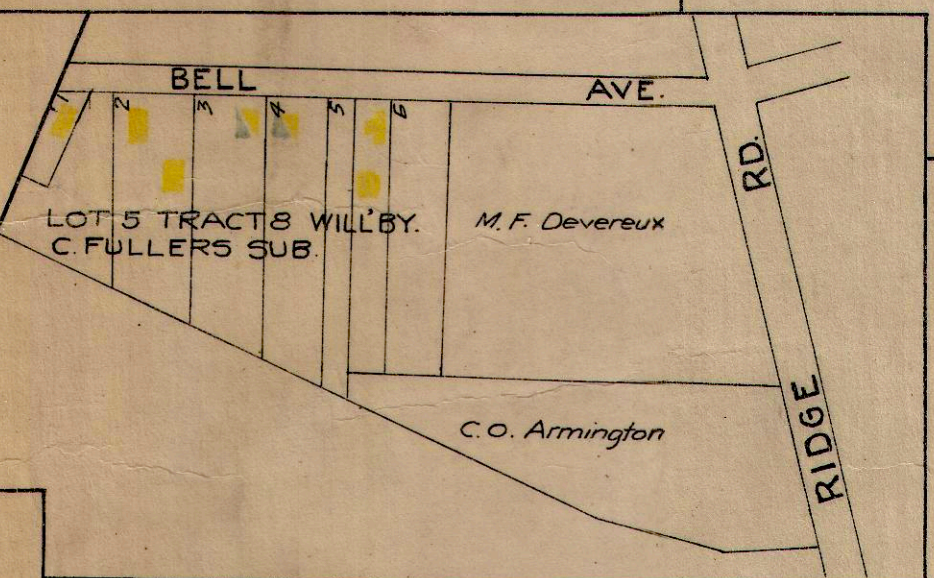 BELL AVE.
1 2 3 4 5 6
RD.
LOT 5 TRACT 8 WILL'BY.
C. FULLERS SUB.
M. F. Devereux
C. O. Armington
RIDGE